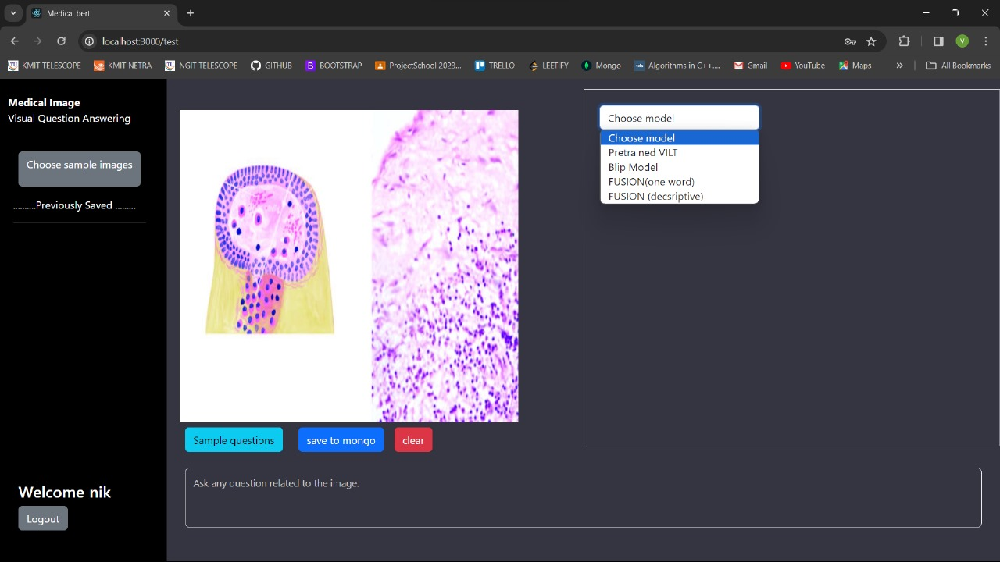 Medical bert
localhost:3000/test
V
KMIT TELESCOPE
KMIT NETRA
NGIT TELESCOPE
GITHUB
B BOOTSTRAP
ProjectSchool 2023...
TRELLO
LEETIFY
Mongo
tds Algorithms in C++....
Gmail
YouTube
Maps
All Bookmarks
Medical Image
Visual Question Answering
Choose sample images
..........Previously Saved .........
Choose model
Choose model
Pretrained VILT
Blip Model
FUSION(one word)
FUSION (decsriptive)
Sample questions
save to mongo
clear
Ask any question related to the image:
Welcome nik
Logout